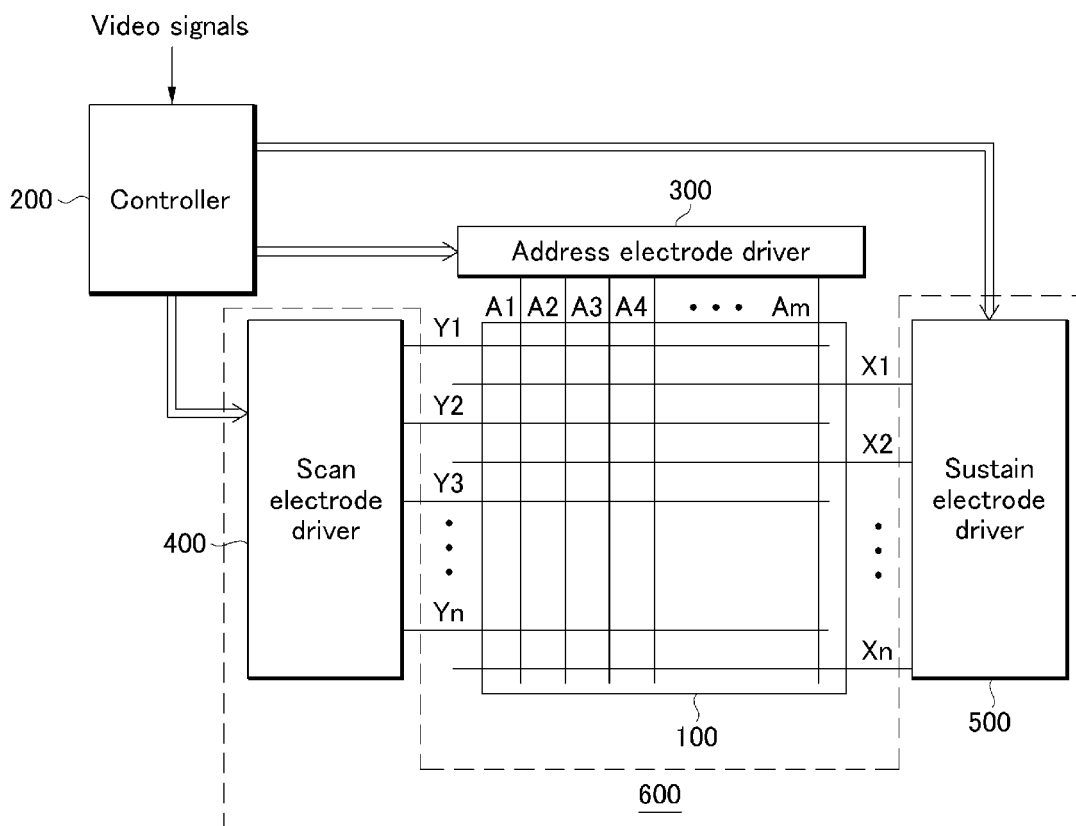 Video signals
200
Controller
300
Address electrode driver
A1 A2 A3 A4 • • • Am
Y1
X1
Y2
X2
Y3
Scan
electrode
driver
400
Sustain
electrode
driver
Yn
Xn
100
500
600